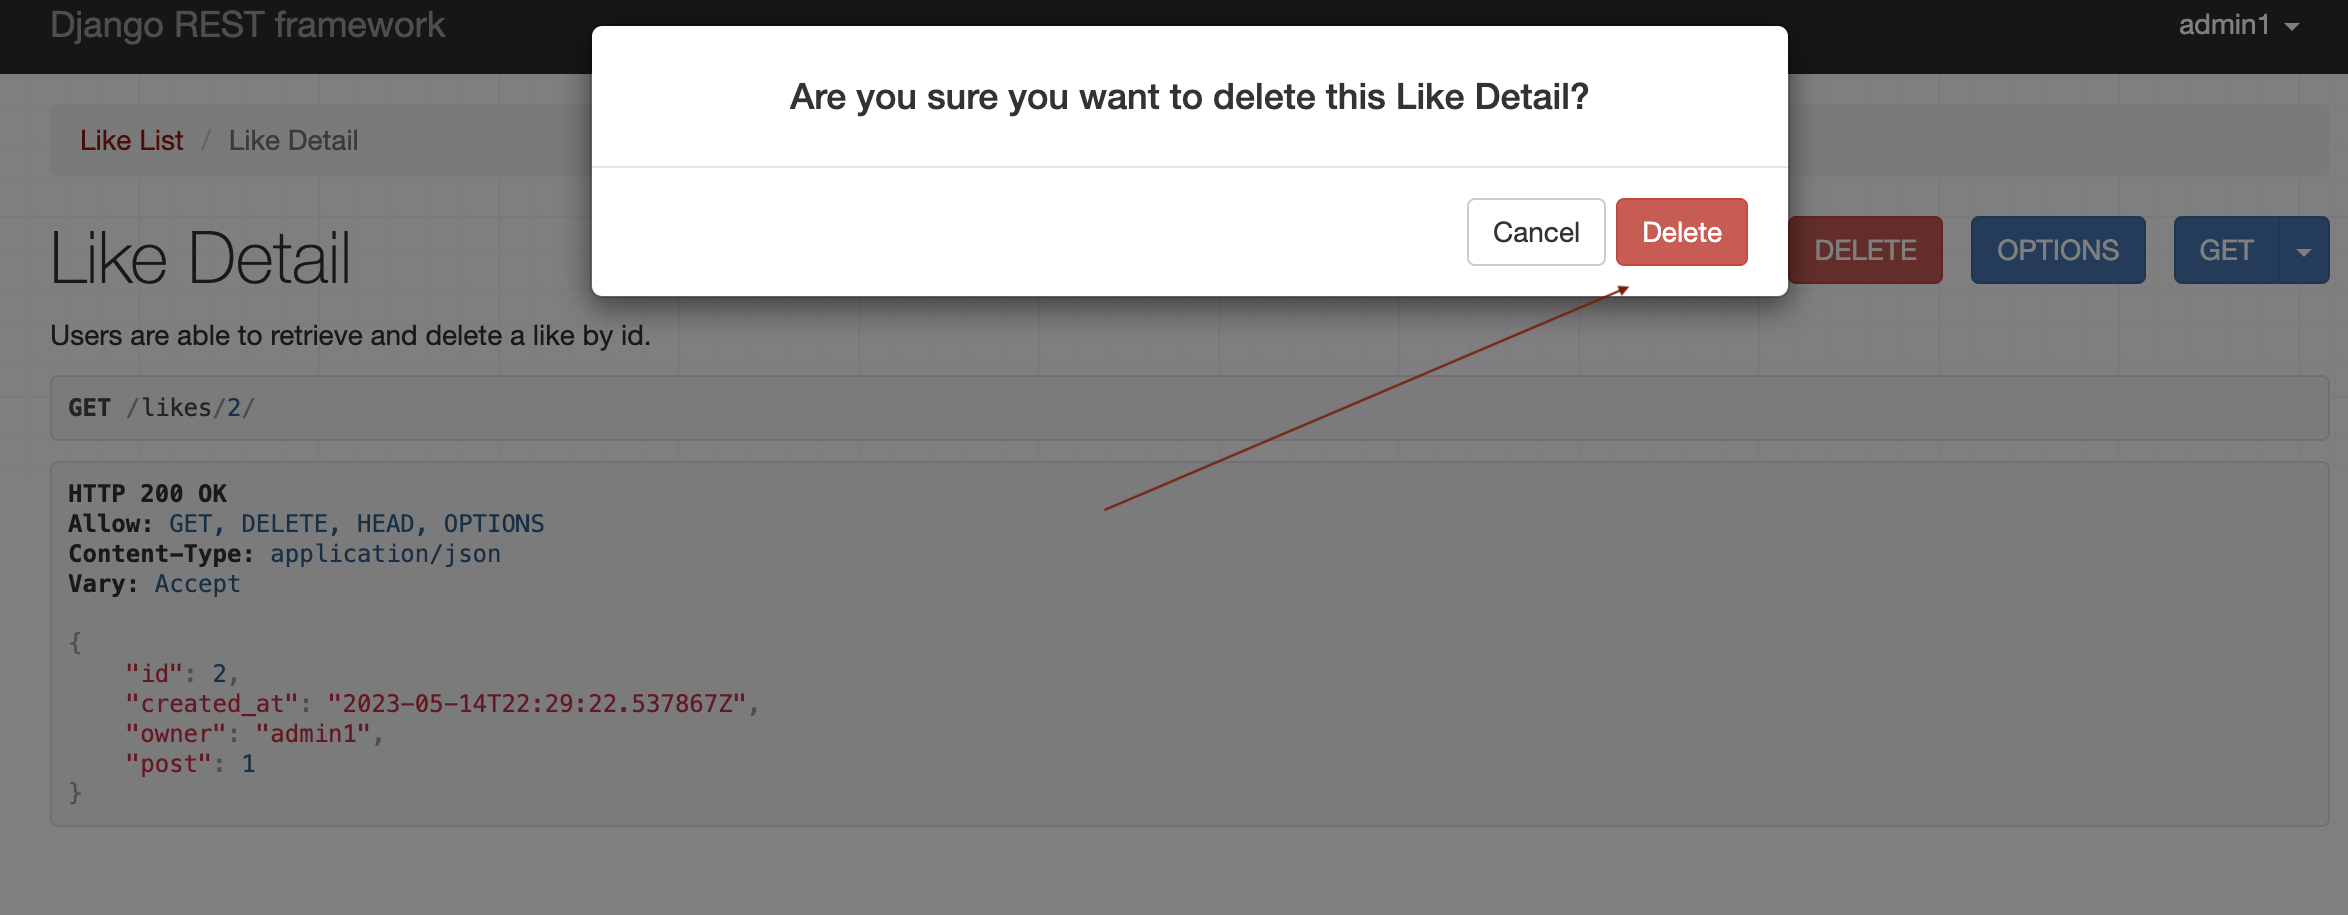 Django REST framework
admin1
Are you sure you want to delete this Like Detail?
Cancel
Delete
Like List / Like Detail
Like Detail
DELETE
OPTIONS
GET
Users are able to retrieve and delete a like by id.
GET /likes/2/
HTTP 200 OK
Allow: GET, DELETE, HEAD, OPTIONS
Content-Type: application/json
Vary: Accept
{
    "id": 2,
    "created_at": "2023-05-14T22:29:22.537867Z",
    "owner": "admin1",
    "post": 1
}